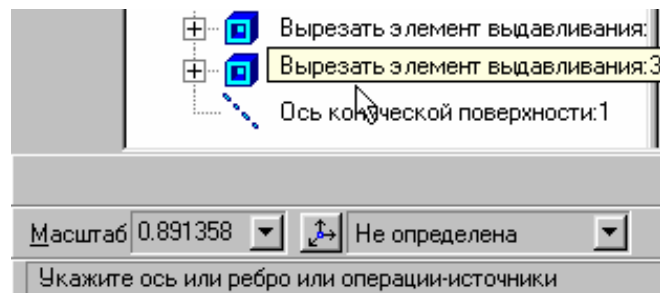 Вырезать элемент выдавливания:
Вырезать элемент выдавливания:3
Ось конической поверхности:1
Масштаб 0.891358 Не определена
Укажите ось или ребро или операции-источники